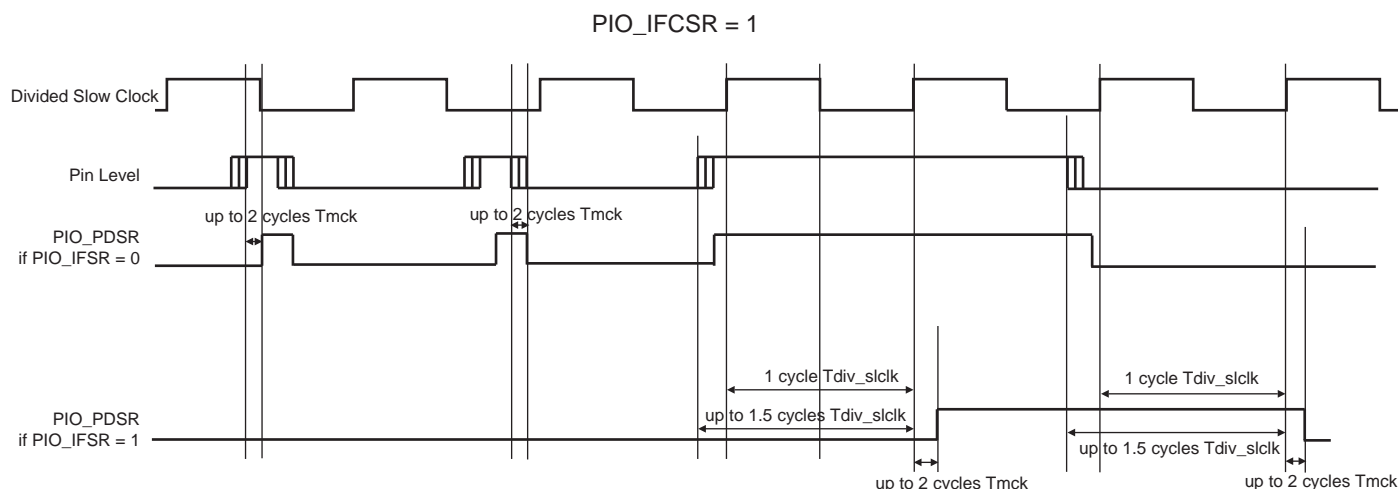 PIO_IFCSR = 1
Divided Slow Clock
Pin Level
up to 2 cycles Tmck
up to 2 cycles Tmck
PIO_PDSR
if PIO_IFSR = 0
1 cycle Tdiv_slclk
1 cycle Tdiv_slclk
PIO_PDSR
if PIO_IFSR = 1
up to 1.5 cycles Tdiv_slclk
up to 1.5 cycles Tdiv_slclk
up to 2 cycles Tmck
up to 2 cycles Tmck